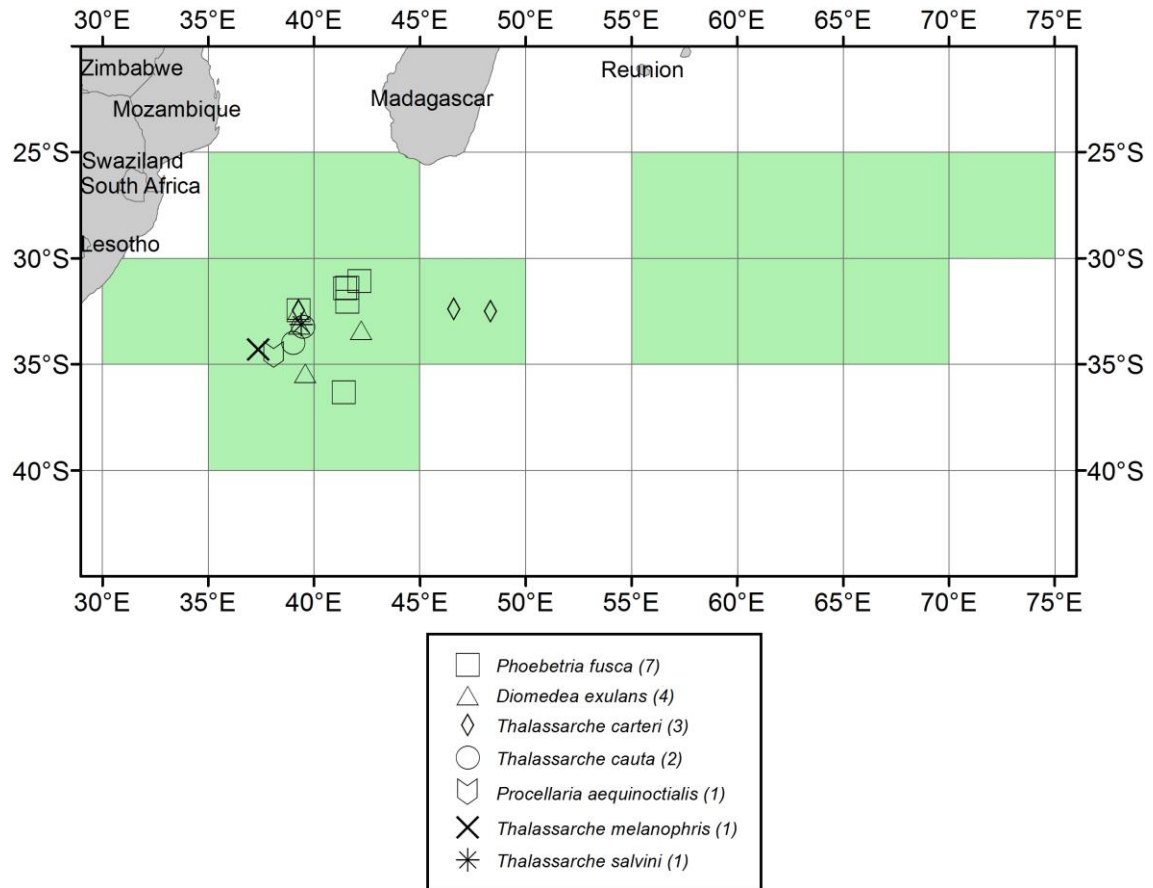 30°E 35°E 40°E 45°E 50°E 55°E 60°E 65°E 70°E 75°E
Zimbabwe
Reunion
Madagascar
Mozambique
25°S 25°S
Swaziland
South Africa
Lesotho
30°S 30°S
35°S 35°S
40°S 40°S
30°E 35°E 40°E 45°E 50°E 55°E 60°E 65°E 70°E 75°E
Phoebetria fusca (7)
Diomedea exulans (4)
Thalassarche carteri (3)
Thalassarche cauta (2)
Procellaria aequinoctialis (1)
Thalassarche melanophris (1)
Thalassarche salvini (1)